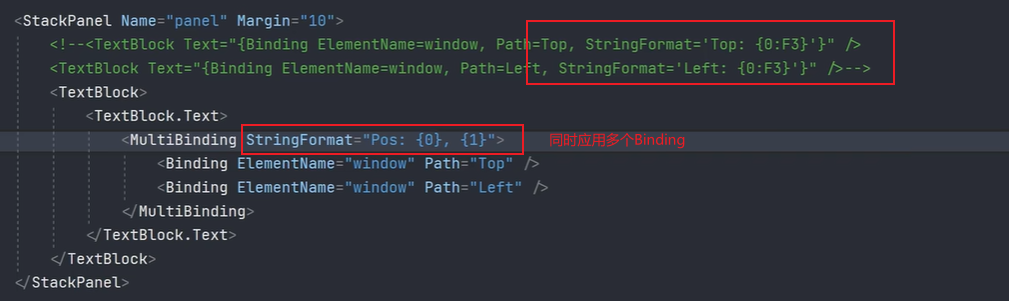 <StackPanel Name="panel" Margin="10">
<!--<TextBlock Text="{Binding ElementName=window, Path=Top, StringFormat='Top: {0:F3}'}" />
<TextBlock Text="{Binding ElementName=window, Path=Left, StringFormat='Left: {0:F3}'}" />-->
<TextBlock>
<TextBlock.Text>
<MultiBinding StringFormat="Pos: {0}, {1}"> 同时应用多个Binding
<Binding ElementName="window" Path="Top" />
<Binding ElementName="window" Path="Left" />
</MultiBinding>
</TextBlock.Text>
</TextBlock>
</StackPanel>